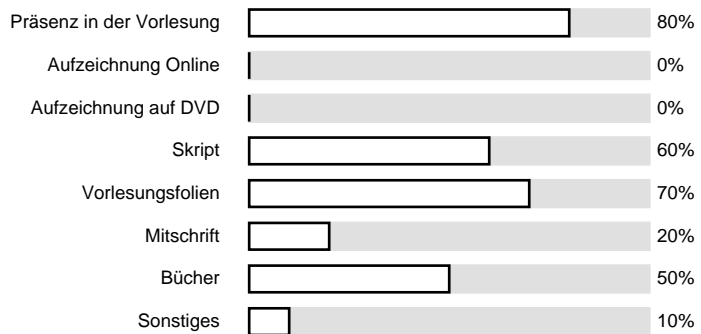 Präsenz in der Vorlesung 80%
Aufzeichnung Online 0%
Aufzeichnung auf DVD 0%
Skript 60%
Vorlesungsfolien 70%
Mitschrift 20%
Bücher 50%
Sonstiges 10%